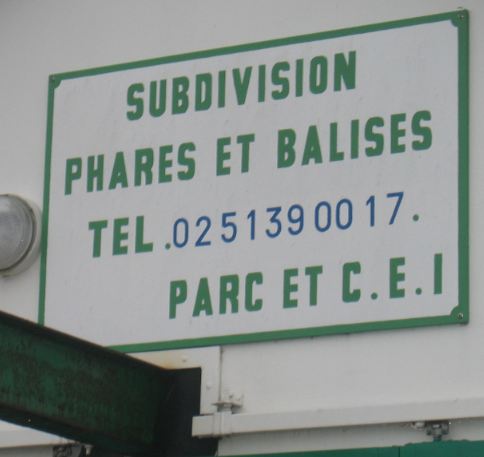 SUBDIVISION
PHARES ET BALISES
TEL.0251390017.
PARC ET C.E.I